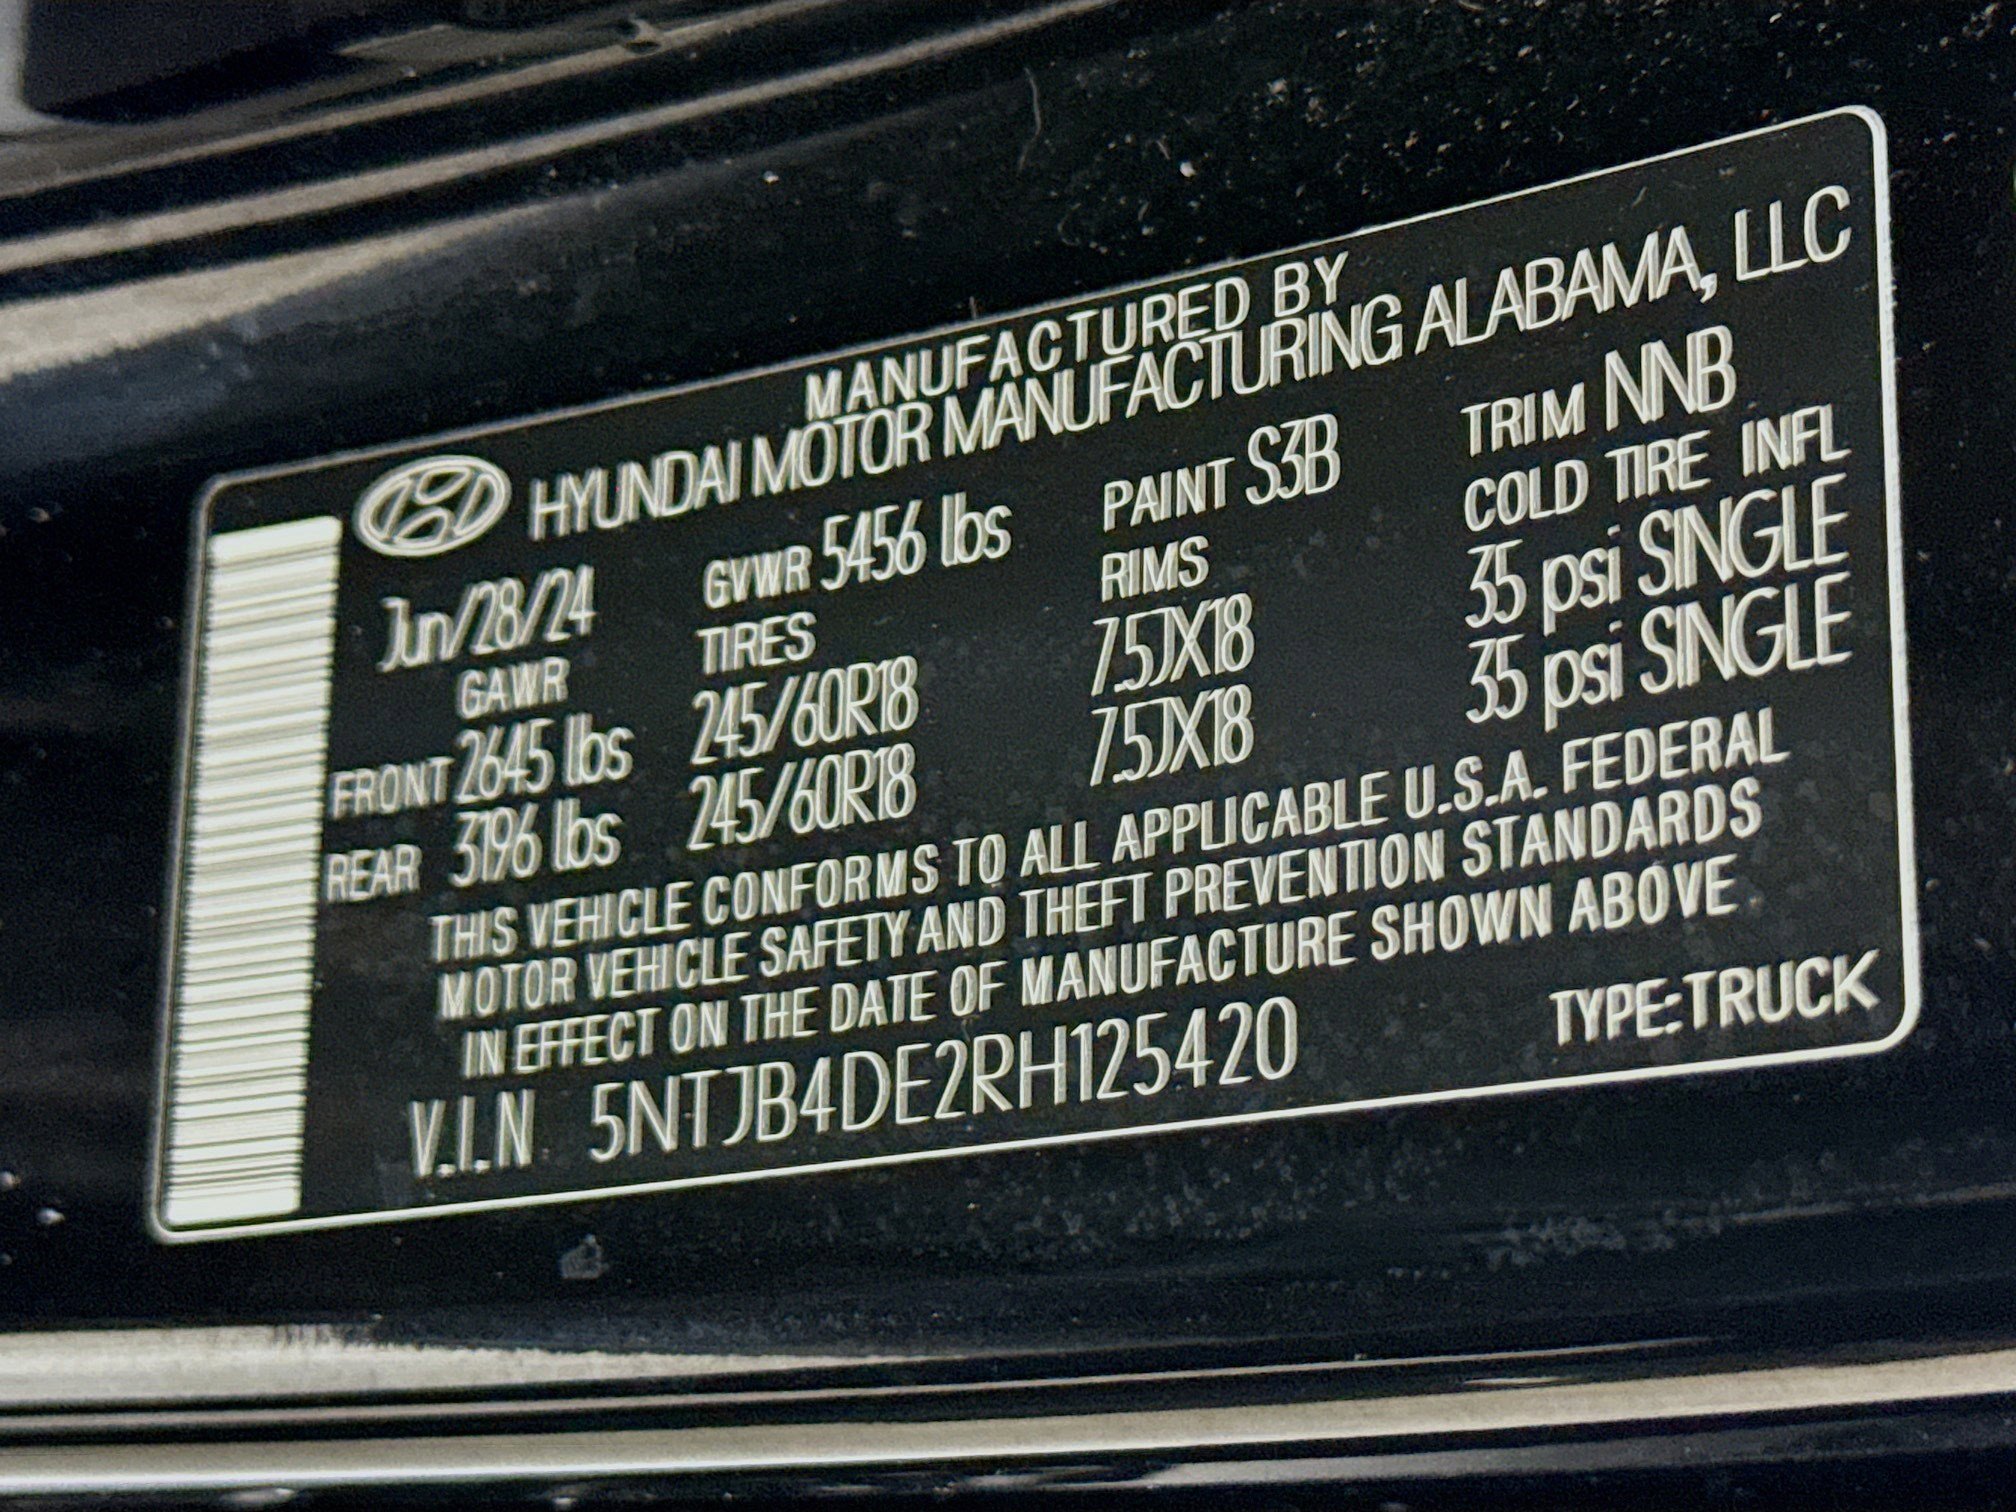 MANUFACTURED BY
HYUNDAI MOTOR MANUFACTURING ALABAMA, LLC
Jun/28/24 GVWR 5456 lbs PAINT S3B TRIM NNB
GAWR TIRES RIMS COLD TIRE INFL
FRONT 2645 lbs 245/60R18 7.5JX18 35 psi SINGLE
REAR 3196 lbs 245/60R18 7.5JX18 35 psi SINGLE
THIS VEHICLE CONFORMS TO ALL APPLICABLE U.S.A. FEDERAL
MOTOR VEHICLE SAFETY AND THEFT PREVENTION STANDARDS
IN EFFECT ON THE DATE OF MANUFACTURE SHOWN ABOVE
V.I.N 5NTJB4DE2RH125420 TYPE:TRUCK